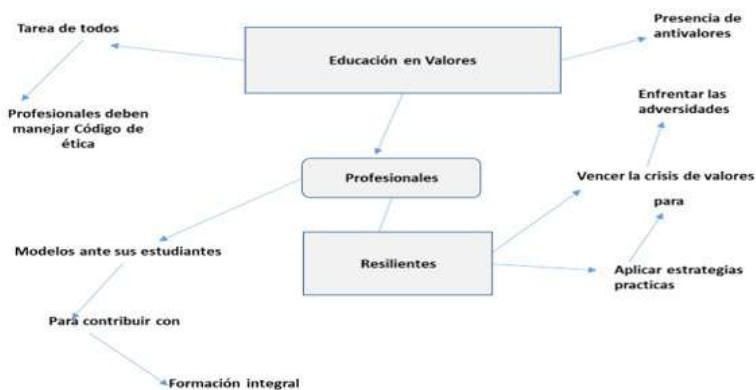 Tarea de todos
Presencia de
antivalores
Educación en Valores
Profesionales deben
manejar Código de
ética
Enfrentar las
adversidades
Profesionales
Vencer la crisis de valores
para
Modelos ante sus estudiantes
Resilientes
Aplicar estrategias
practicas
Para contribuir con
Formación integral